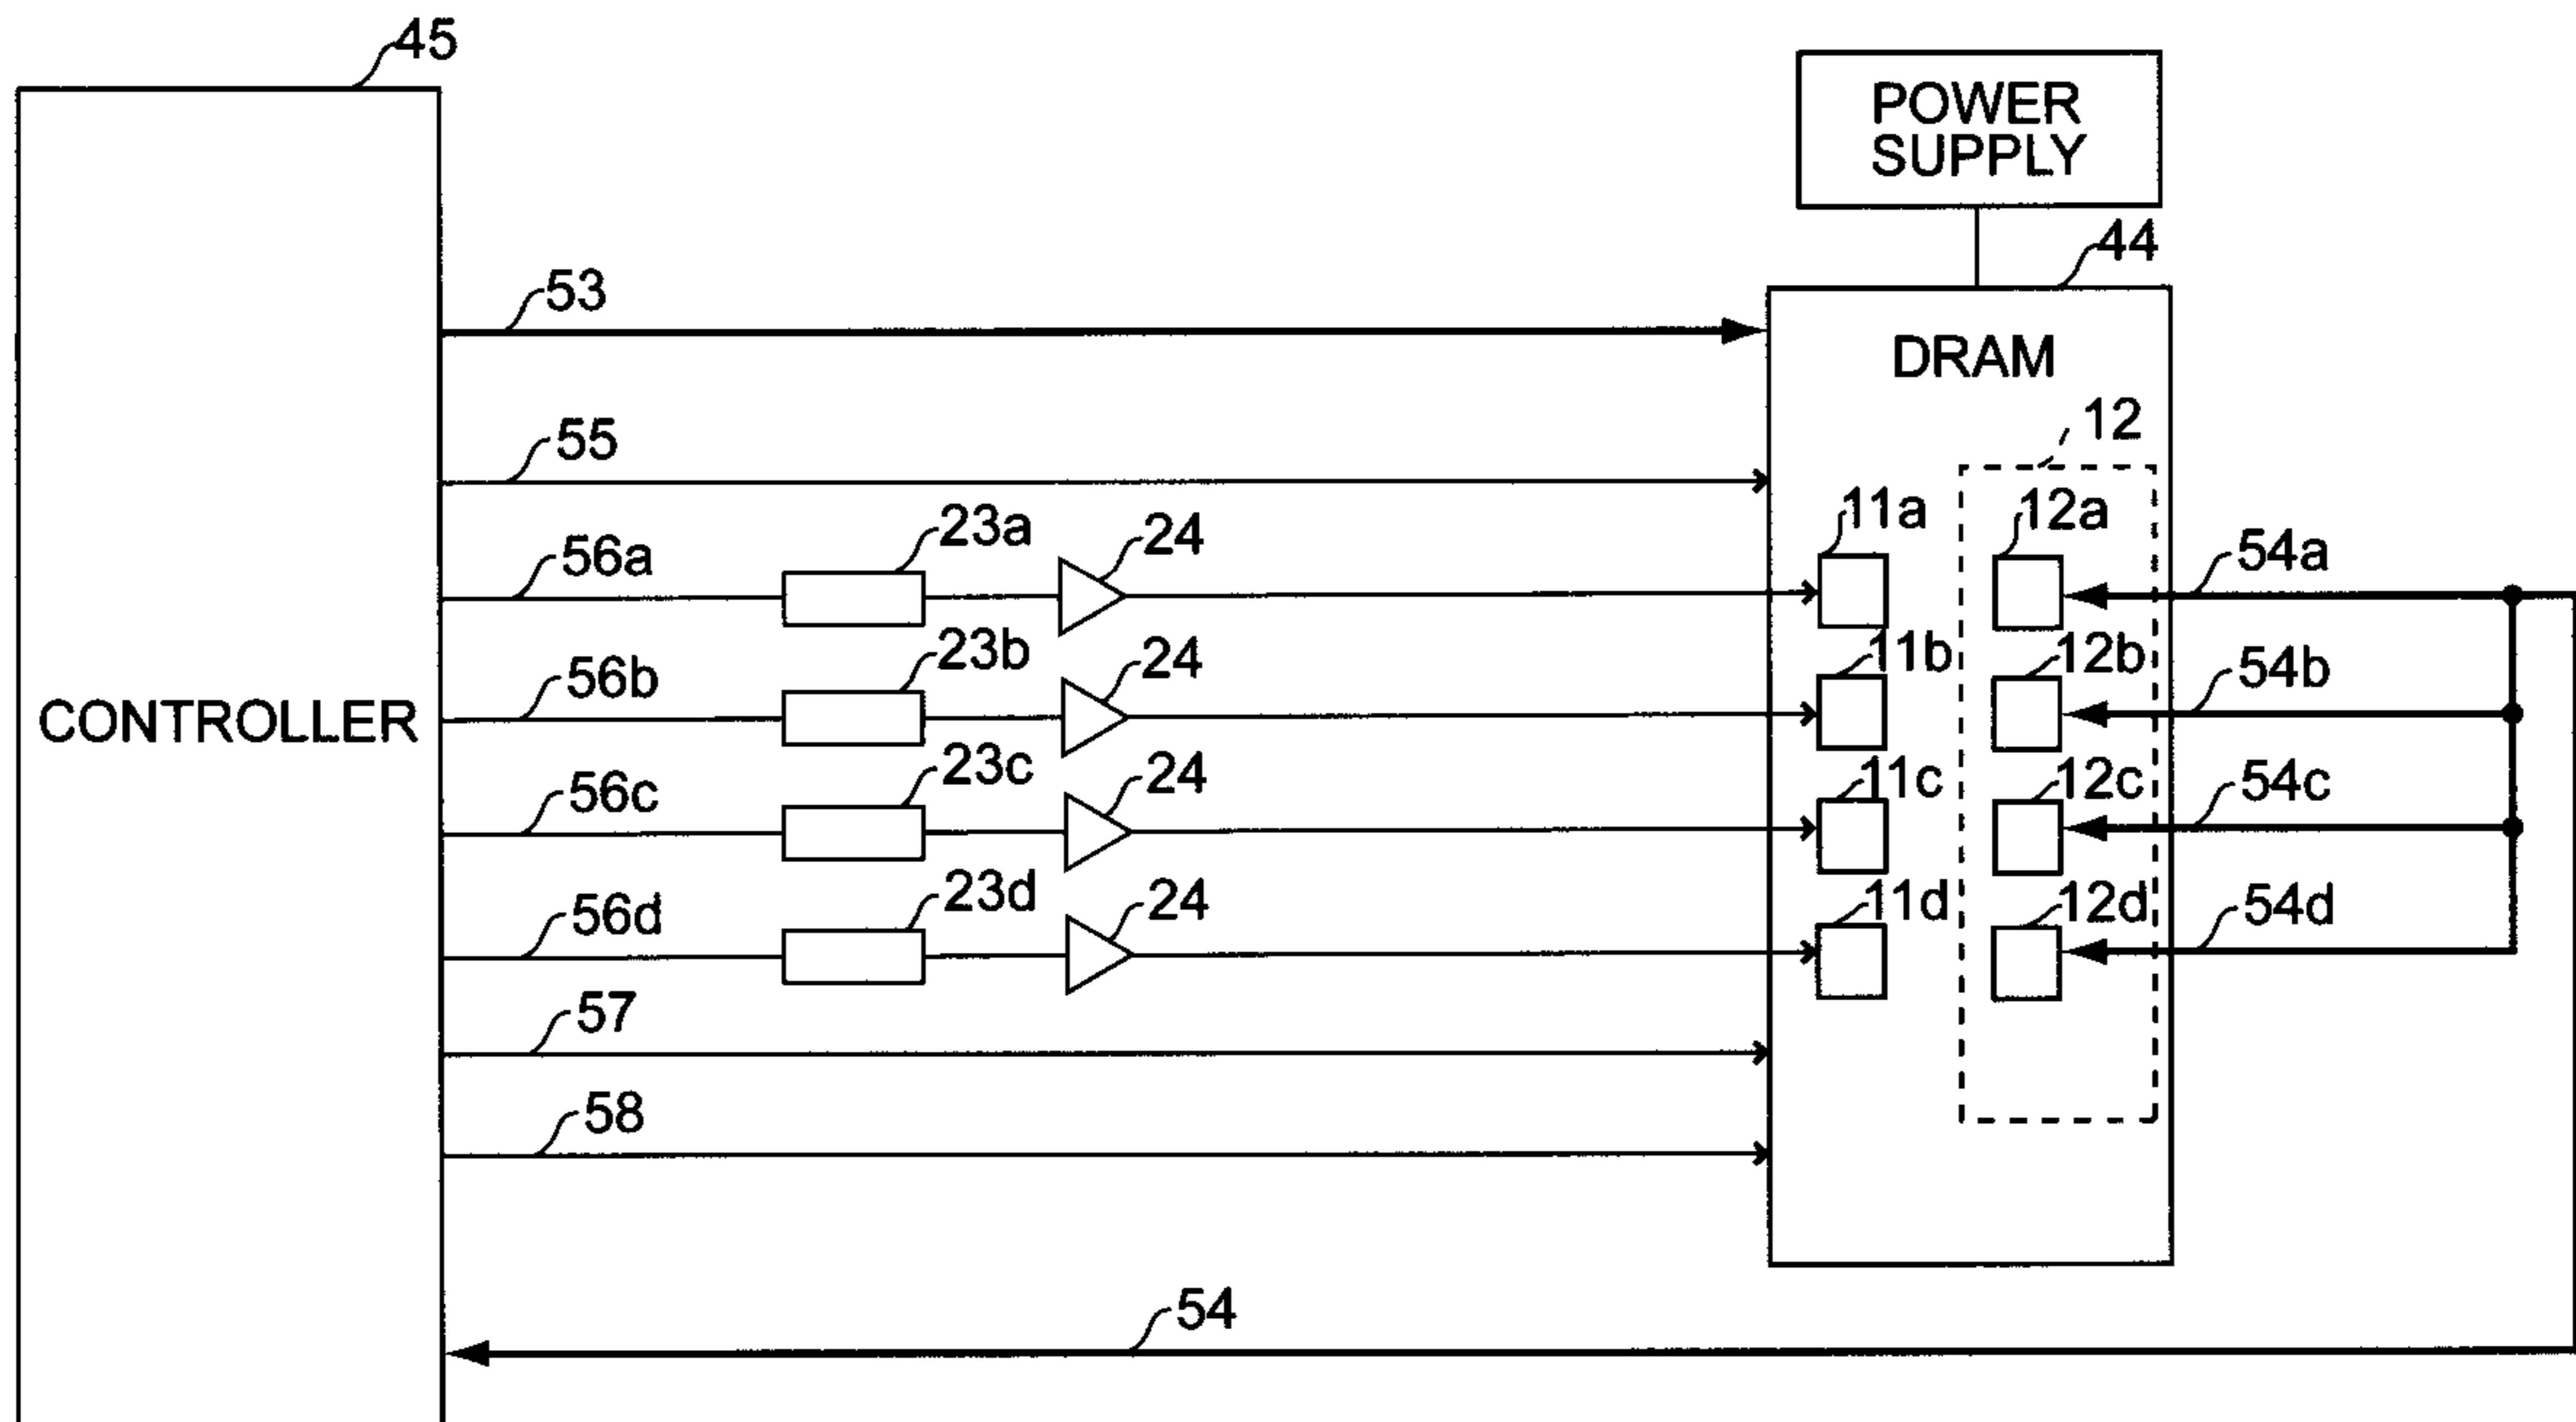 45
POWER
SUPPLY
44
53
DRAM
55
12
23a
24
11a
12a
54a
56a
23b
24
11b
12b
54b
56b
CONTROLLER
23c
24
11c
12c
54c
56c
23d
24
11d
12d
54d
56d
57
58
54